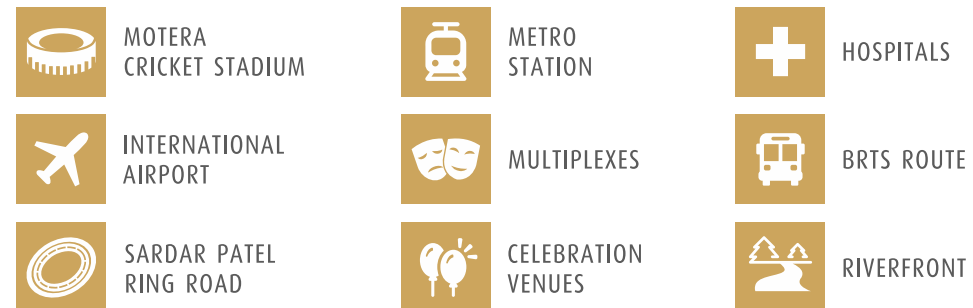 MOTERA
CRICKET STADIUM
METRO
STATION
HOSPITALS
INTERNATIONAL
AIRPORT
MULTIPLEXES
BRTS ROUTE
SARDAR PATEL
RING ROAD
CELEBRATION
VENUES
RIVERFRONT